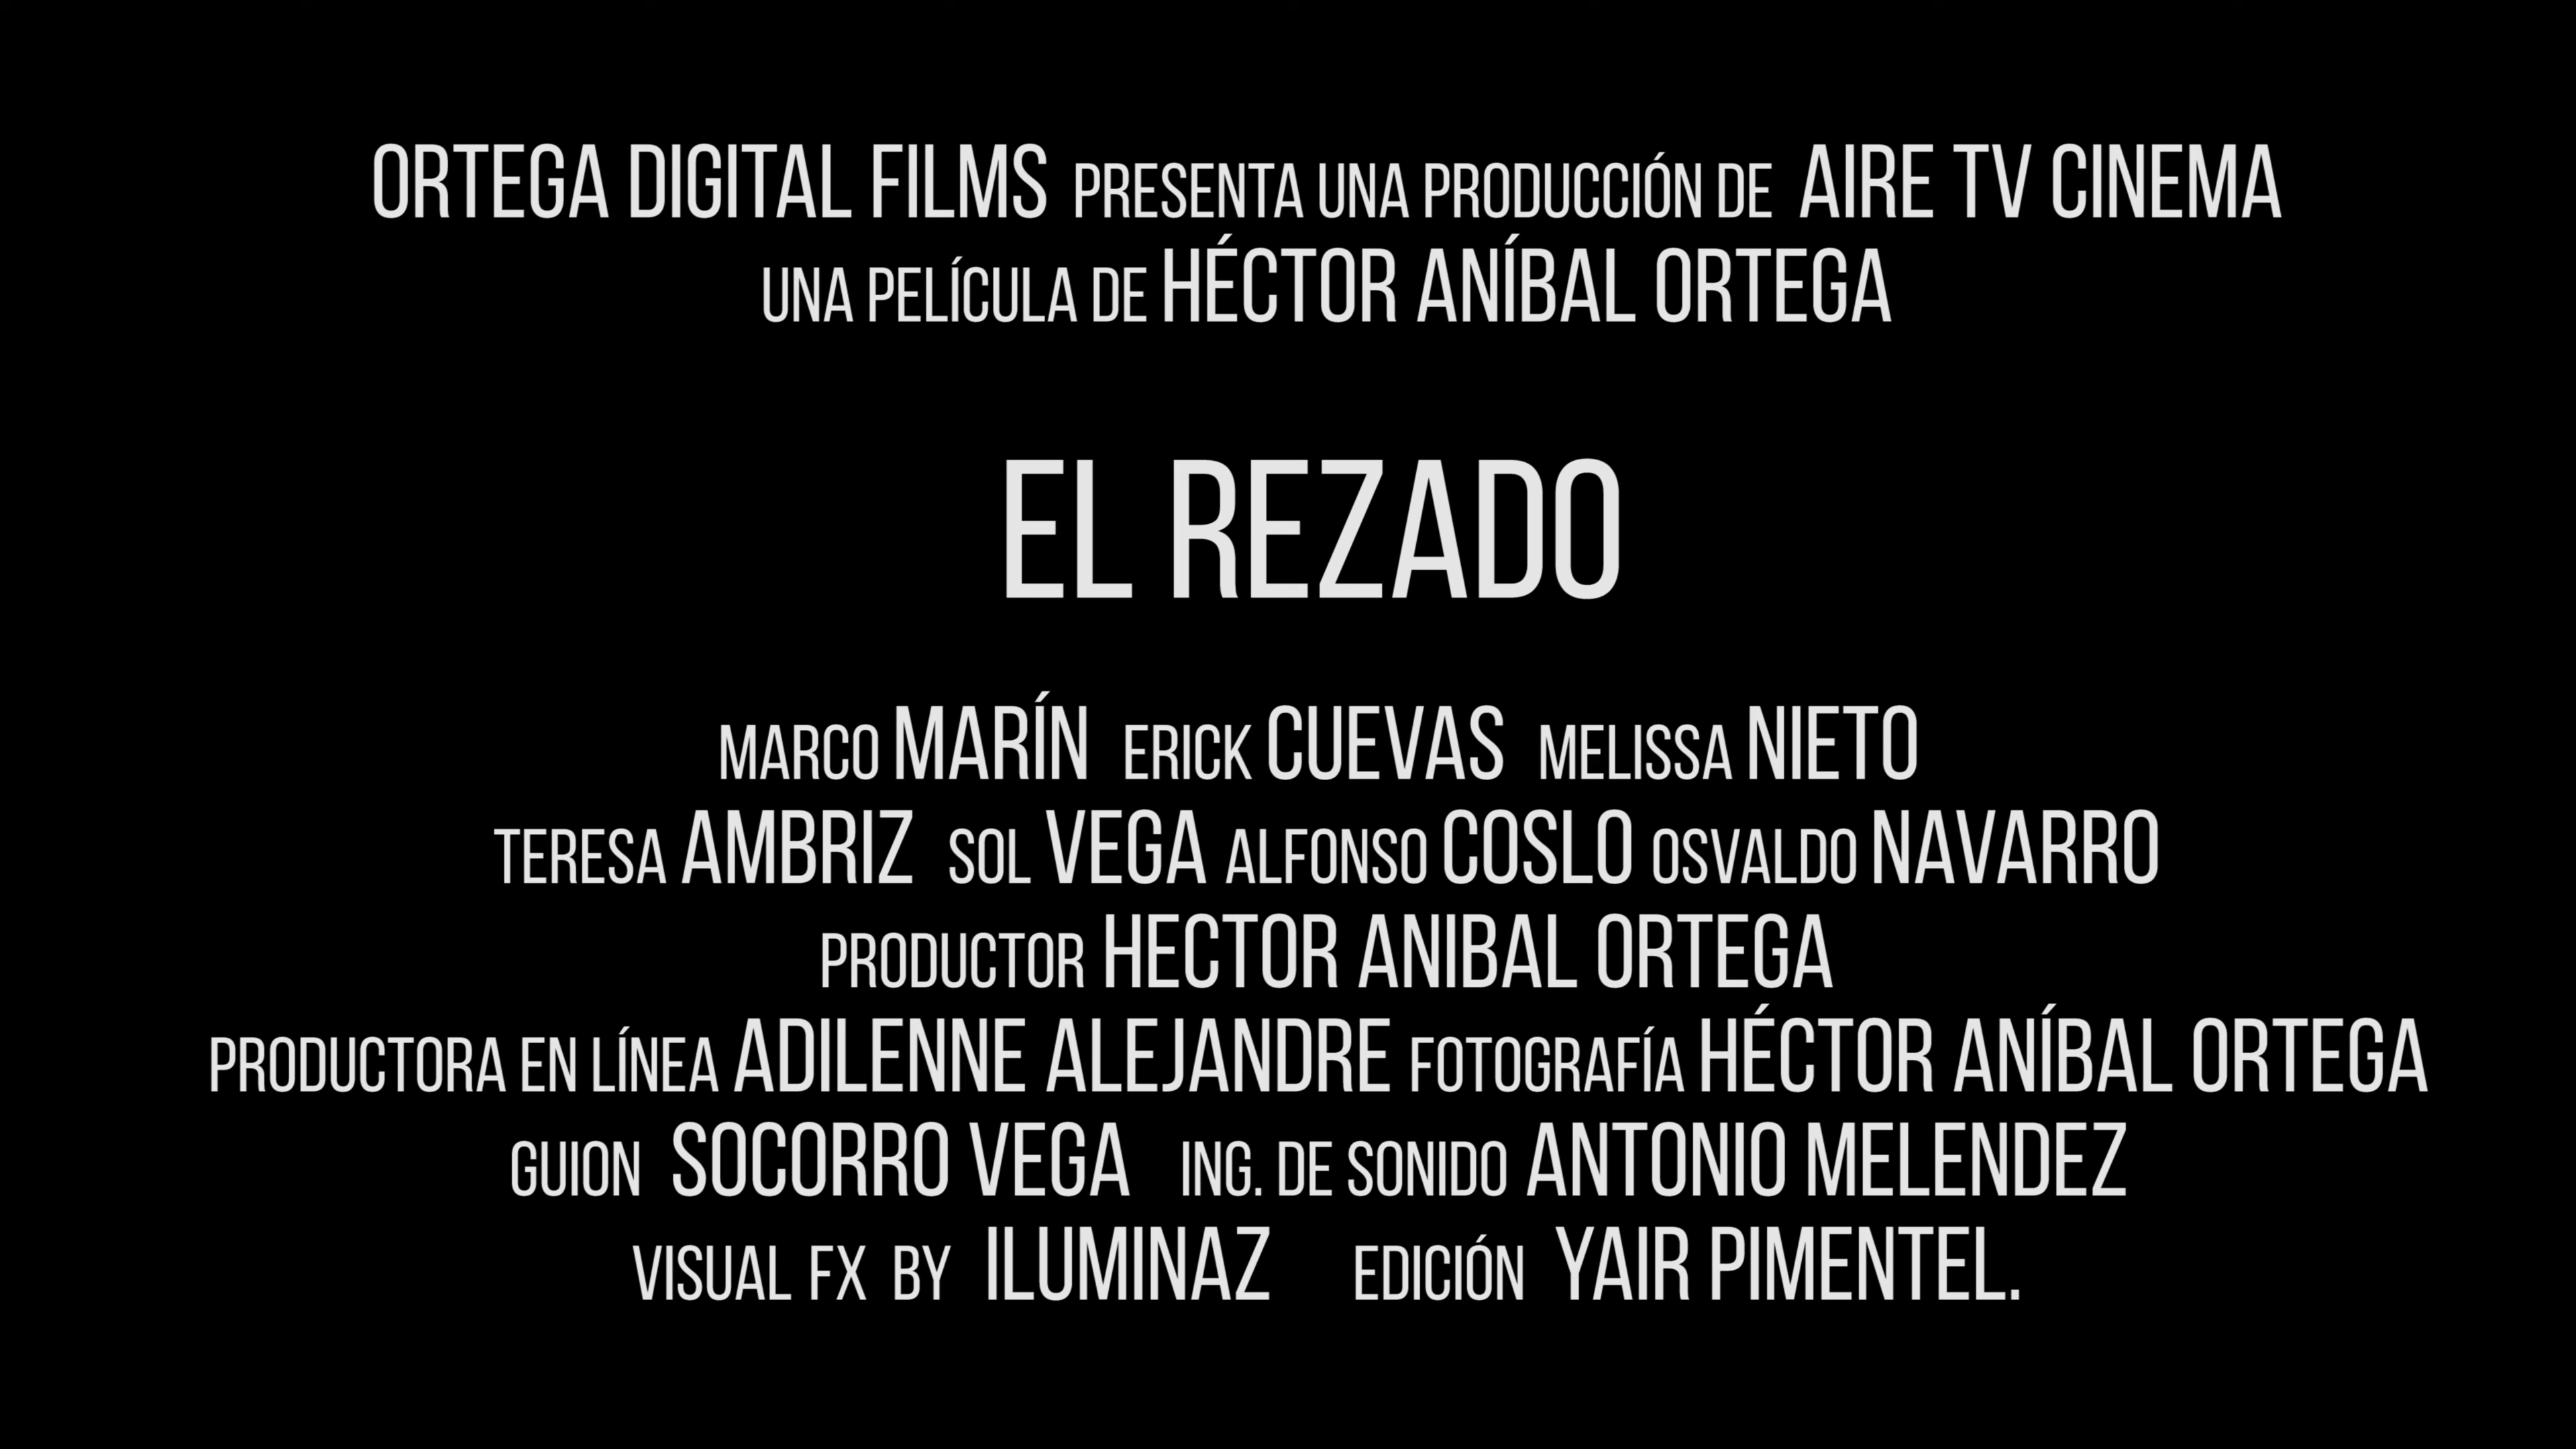 ORTEGA DIGITAL FILMS PRESENTA UNA PRODUCCIÓN DE AIRE TV CINEMA
UNA PELÍCULA DE HÉCTOR ANÍBAL ORTEGA
EL REZADO
MARCO MARÍN ERICK CUEVAS MELISSA NIETO
TERESA AMBRIZ SOL VEGA ALFONSO COSLO OSVALDO NAVARRO
PRODUCTOR HECTOR ANIBAL ORTEGA
PRODUCTORA EN LÍNEA ADILENNE ALEJANDRE FOTOGRAFÍA HÉCTOR ANÍBAL ORTEGA
GUION SOCORRO VEGA ING. DE SONIDO ANTONIO MELENDEZ
VISUAL FX BY ILUMINAZ EDICIÓN YAIR PIMENTEL.